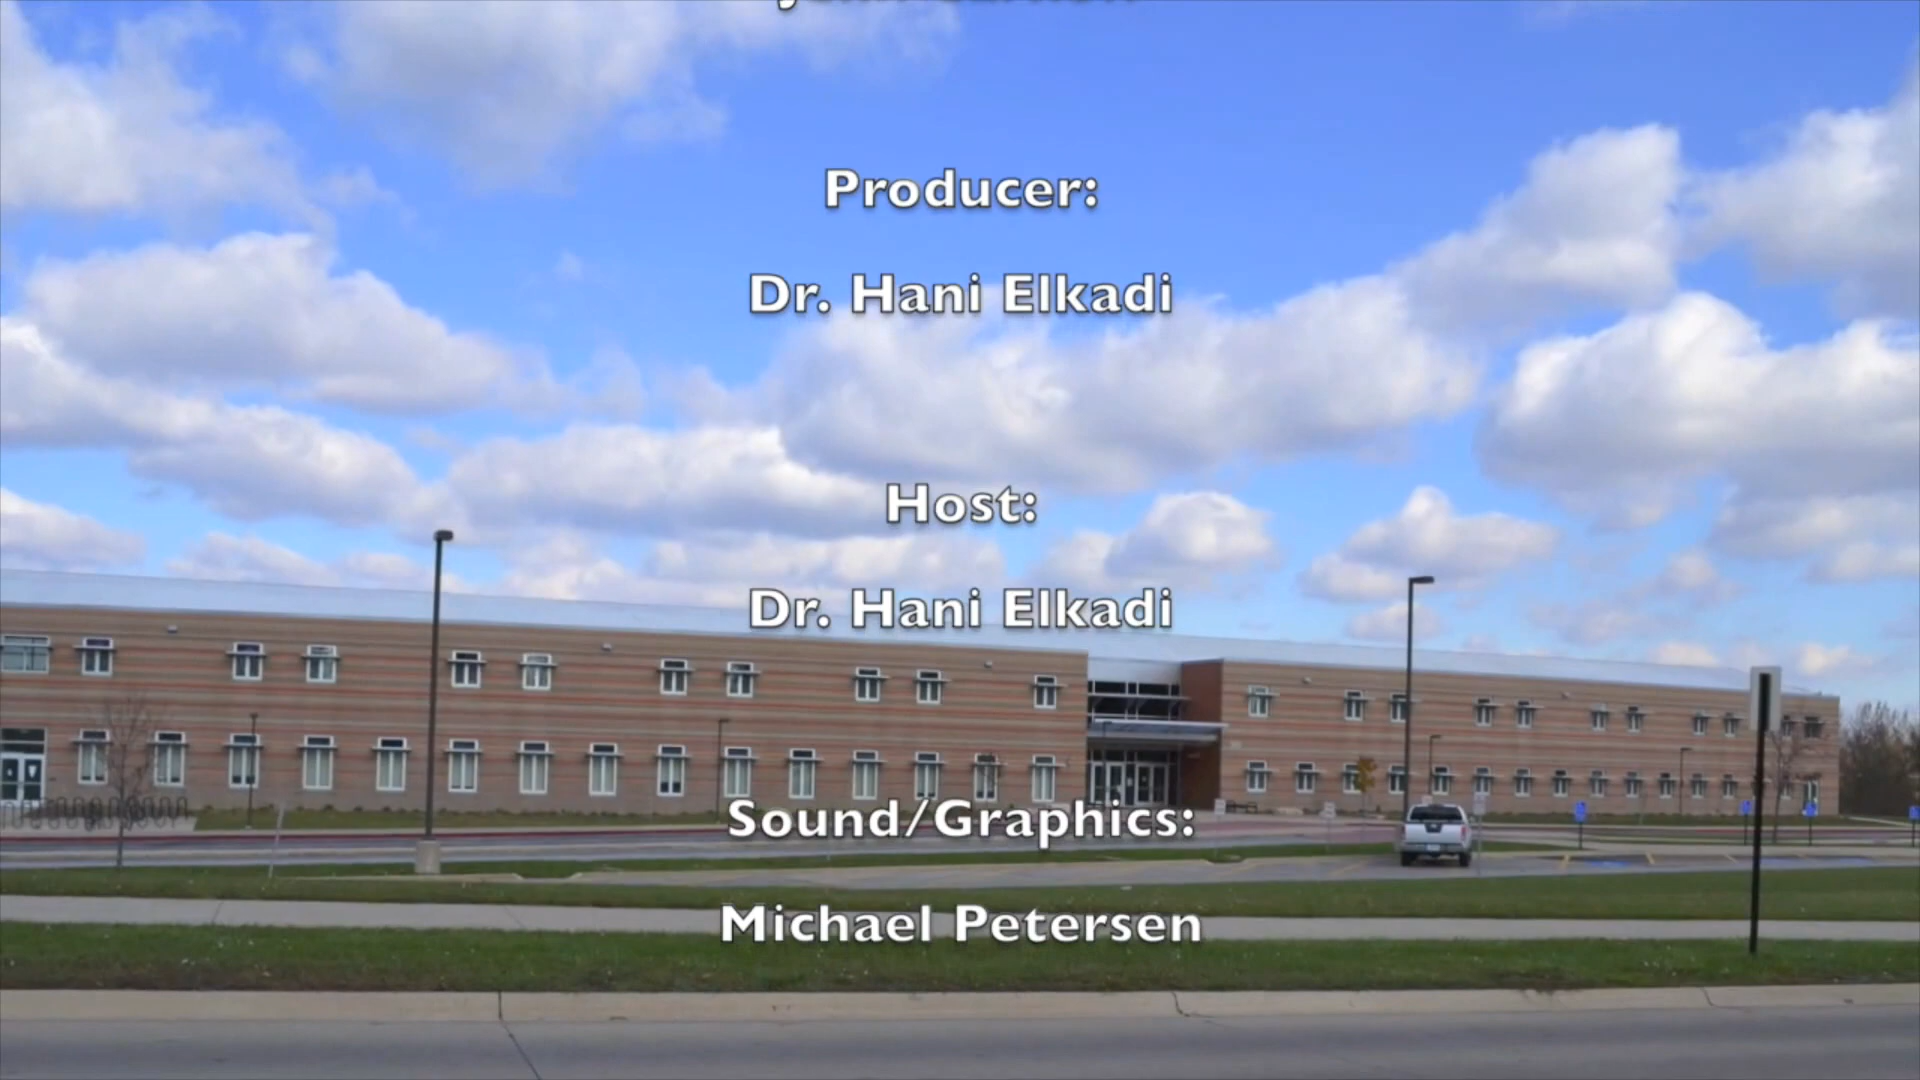 Producer:
Dr. Hani Elkadi
Host:
Dr. Hani Elkadi
Sound/Graphics:
Michael Petersen